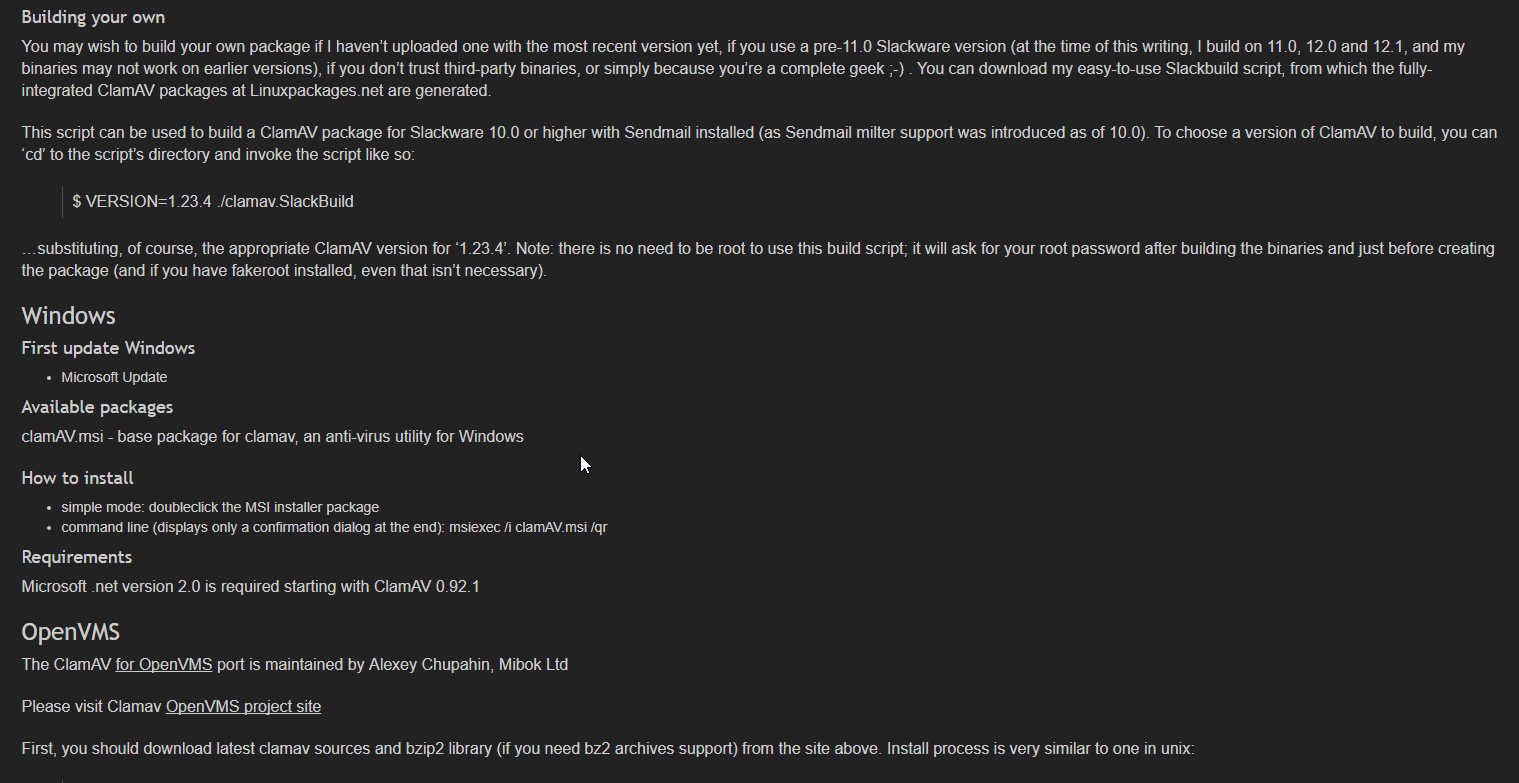 Building your own
You may wish to build your own package if I haven’t uploaded one with the most recent version yet, if you use a pre-11.0 Slackware version (at the time of this writing, I build on 11.0, 12.0 and 12.1, and my
binaries may not work on earlier versions), if you don’t trust third-party binaries, or simply because you’re a complete geek ;-) . You can download my easy-to-use Slackbuild script, from which the fully-
integrated ClamAV packages at Linuxpackages.net are generated.
This script can be used to build a ClamAV package for Slackware 10.0 or higher with Sendmail installed (as Sendmail milter support was introduced as of 10.0). To choose a version of ClamAV to build, you can
‘cd’ to the script’s directory and invoke the script like so:
$ VERSION=1.23.4 ./clamav.SlackBuild
…substituting, of course, the appropriate ClamAV version for ‘1.23.4’. Note: there is no need to be root to use this build script; it will ask for your root password after building the binaries and just before creating
the package (and if you have fakeroot installed, even that isn’t necessary).
Windows
First update Windows
• Microsoft Update
Available packages
clamAV.msi - base package for clamav, an anti-virus utility for Windows
How to install
• simple mode: doubleclick the MSI installer package
• command line (displays only a confirmation dialog at the end): msiexec /i clamAV.msi /qr
Requirements
Microsoft .net version 2.0 is required starting with ClamAV 0.92.1
OpenVMS
The ClamAV for OpenVMS port is maintained by Alexey Chupahin, Mibok Ltd
Please visit Clamav OpenVMS project site
First, you should download latest clamav sources and bzip2 library (if you need bz2 archives support) from the site above. Install process is very similar to one in unix: